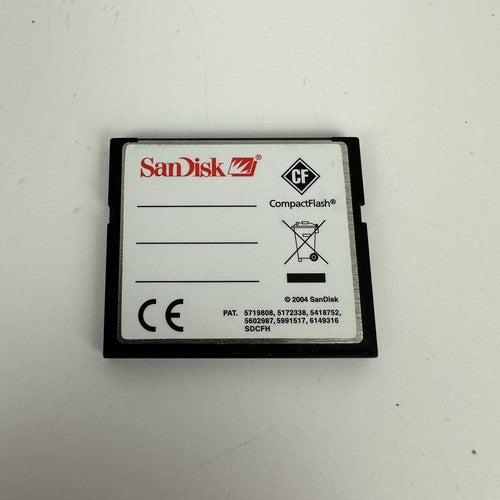 SanDisk®
CF
CompactFlash®
© 2004 SanDisk
CE
PAT. 5719808, 5172338, 5418752,
5602987, 5991517, 6149316
SDCFH